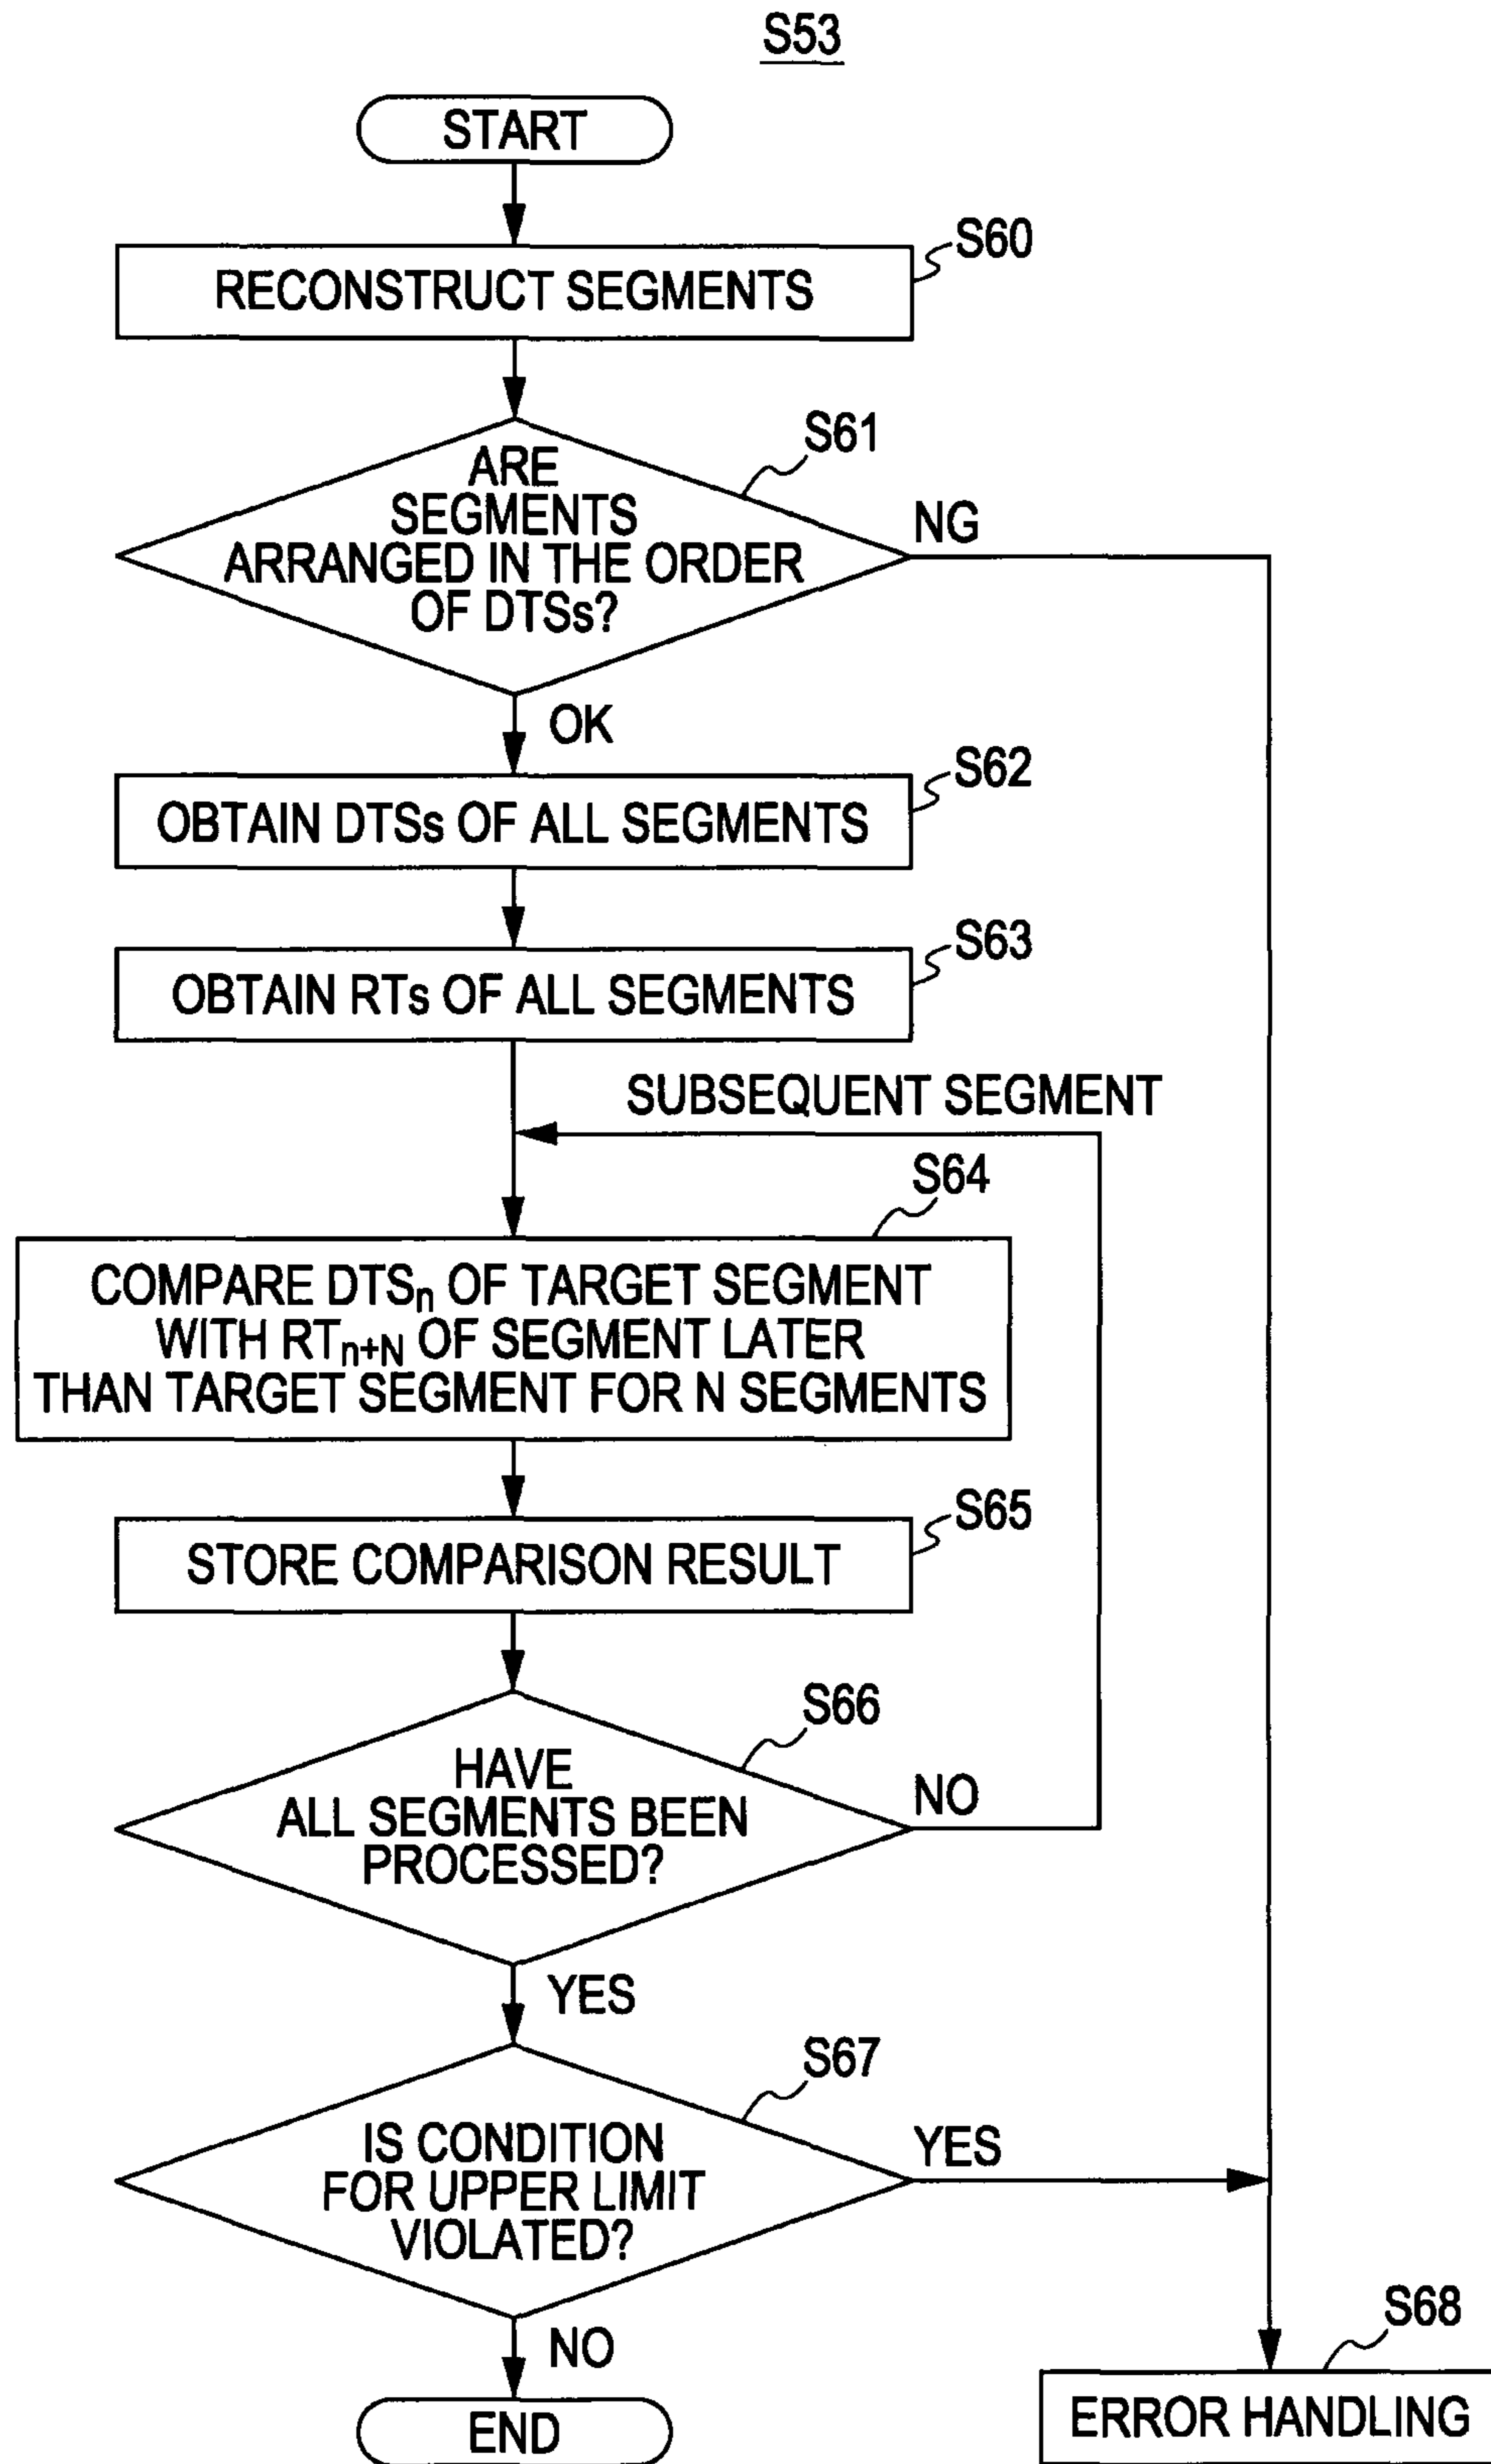 S53
START
S60
RECONSTRUCT SEGMENTS
S61
ARE
SEGMENTS
ARRANGED IN THE ORDER
OF DTSs?
NG
OK
S62
OBTAIN DTSs OF ALL SEGMENTS
S63
OBTAIN RTs OF ALL SEGMENTS
SUBSEQUENT SEGMENT
S64
COMPARE DTSn OF TARGET SEGMENT
WITH RTn+N OF SEGMENT LATER
THAN TARGET SEGMENT FOR N SEGMENTS
S65
STORE COMPARISON RESULT
S66
HAVE
ALL SEGMENTS BEEN
PROCESSED?
NO
YES
S67
IS CONDITION
FOR UPPER LIMIT
VIOLATED?
YES
NO
S68
END
ERROR HANDLING